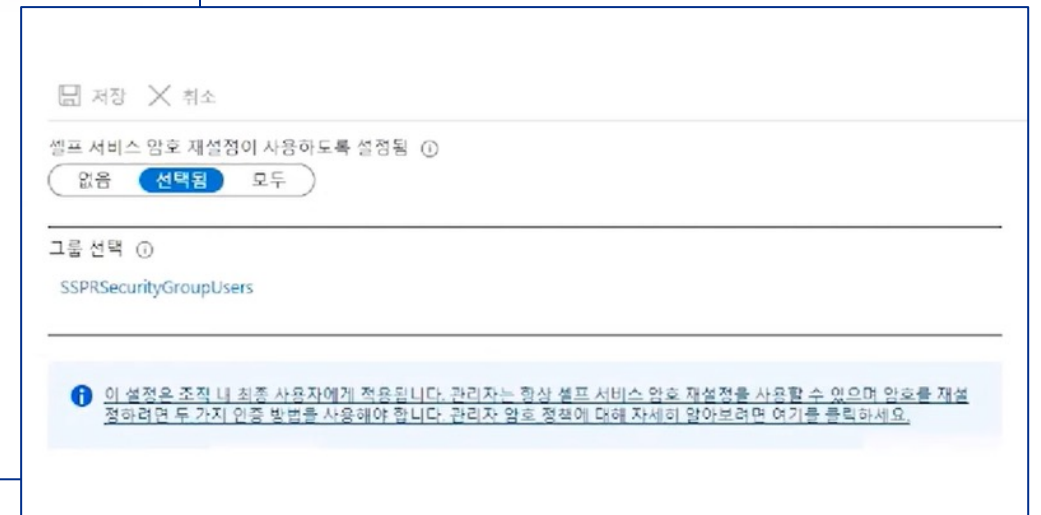 저장 취소
셀프 서비스 암호 재설정이 사용하도록 설정됨
없음 선택됨 모두
그룹 선택
SSPRSecurityGroupUsers
이 설정은 조직 내 최종 사용자에게 적용됩니다. 관리자는 항상 셀프 서비스 암호 재설정을 사용할 수 있으며 암호를 재설
정하려면 두 가지 인증 방법을 사용해야 합니다. 관리자 암호 정책에 대해 자세히 알아보려면 여기를 클릭하세요.